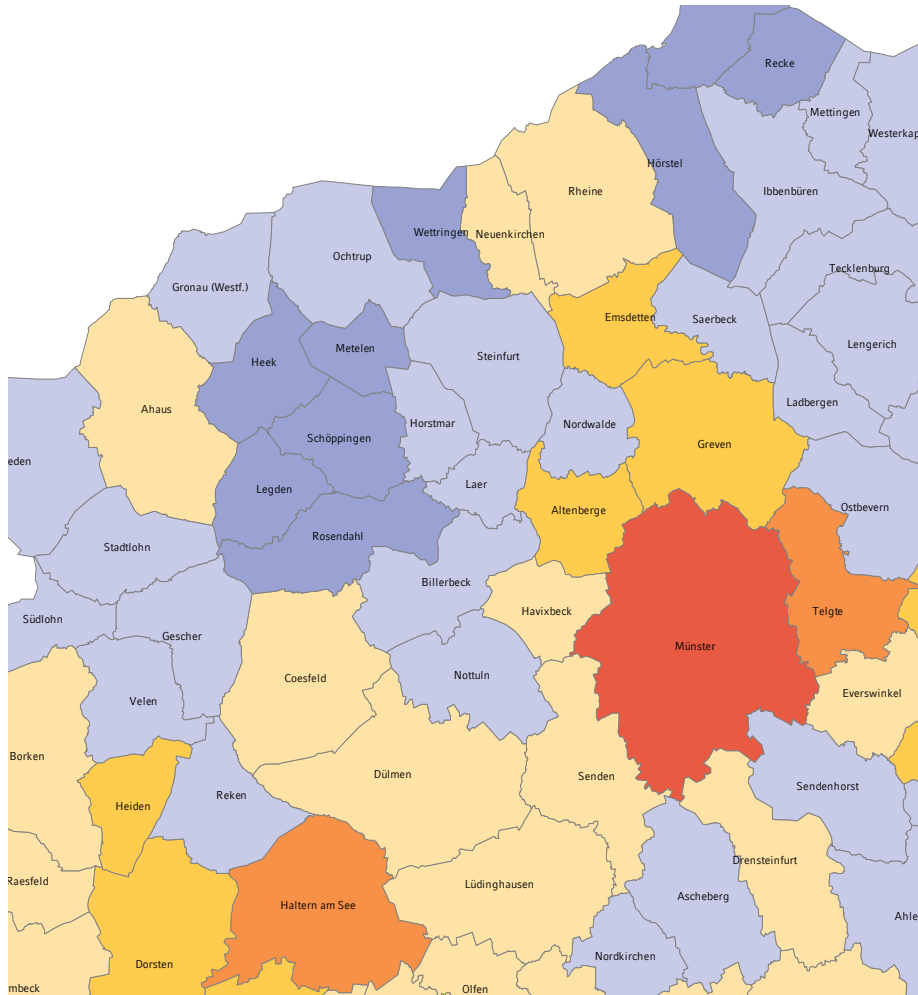 Recke
Mettingen
Westerkap
Hörstel
Rheine
Ibbenbüren
Wettringen
Neuenkirchen
Ochtrup
Tecklenburg
Gronau (Westf.)
Emsdetten
Saerbeck
Lengerich
Metelen
Steinfurt
Heek
Ladbergen
Ahaus
Horstmar
Nordwalde
Schöppingen
Greven
eden
Laer
Legden
Ostbevern
Altenberge
Rosendahl
Stadtlohn
Billerbeck
Havixbeck
Telgte
Südlohn
Gescher
Münster
Coesfeld
Nottuln
Everswinkel
Velen
Borken
Dülmen
Senden
Sendenhorst
Reken
Heiden
Drensteinfurt
Raesfeld
Lüdinghausen
Ascheberg
Haltern am See
Ahle
Nordkirchen
Dorsten
mbeck
Olfen